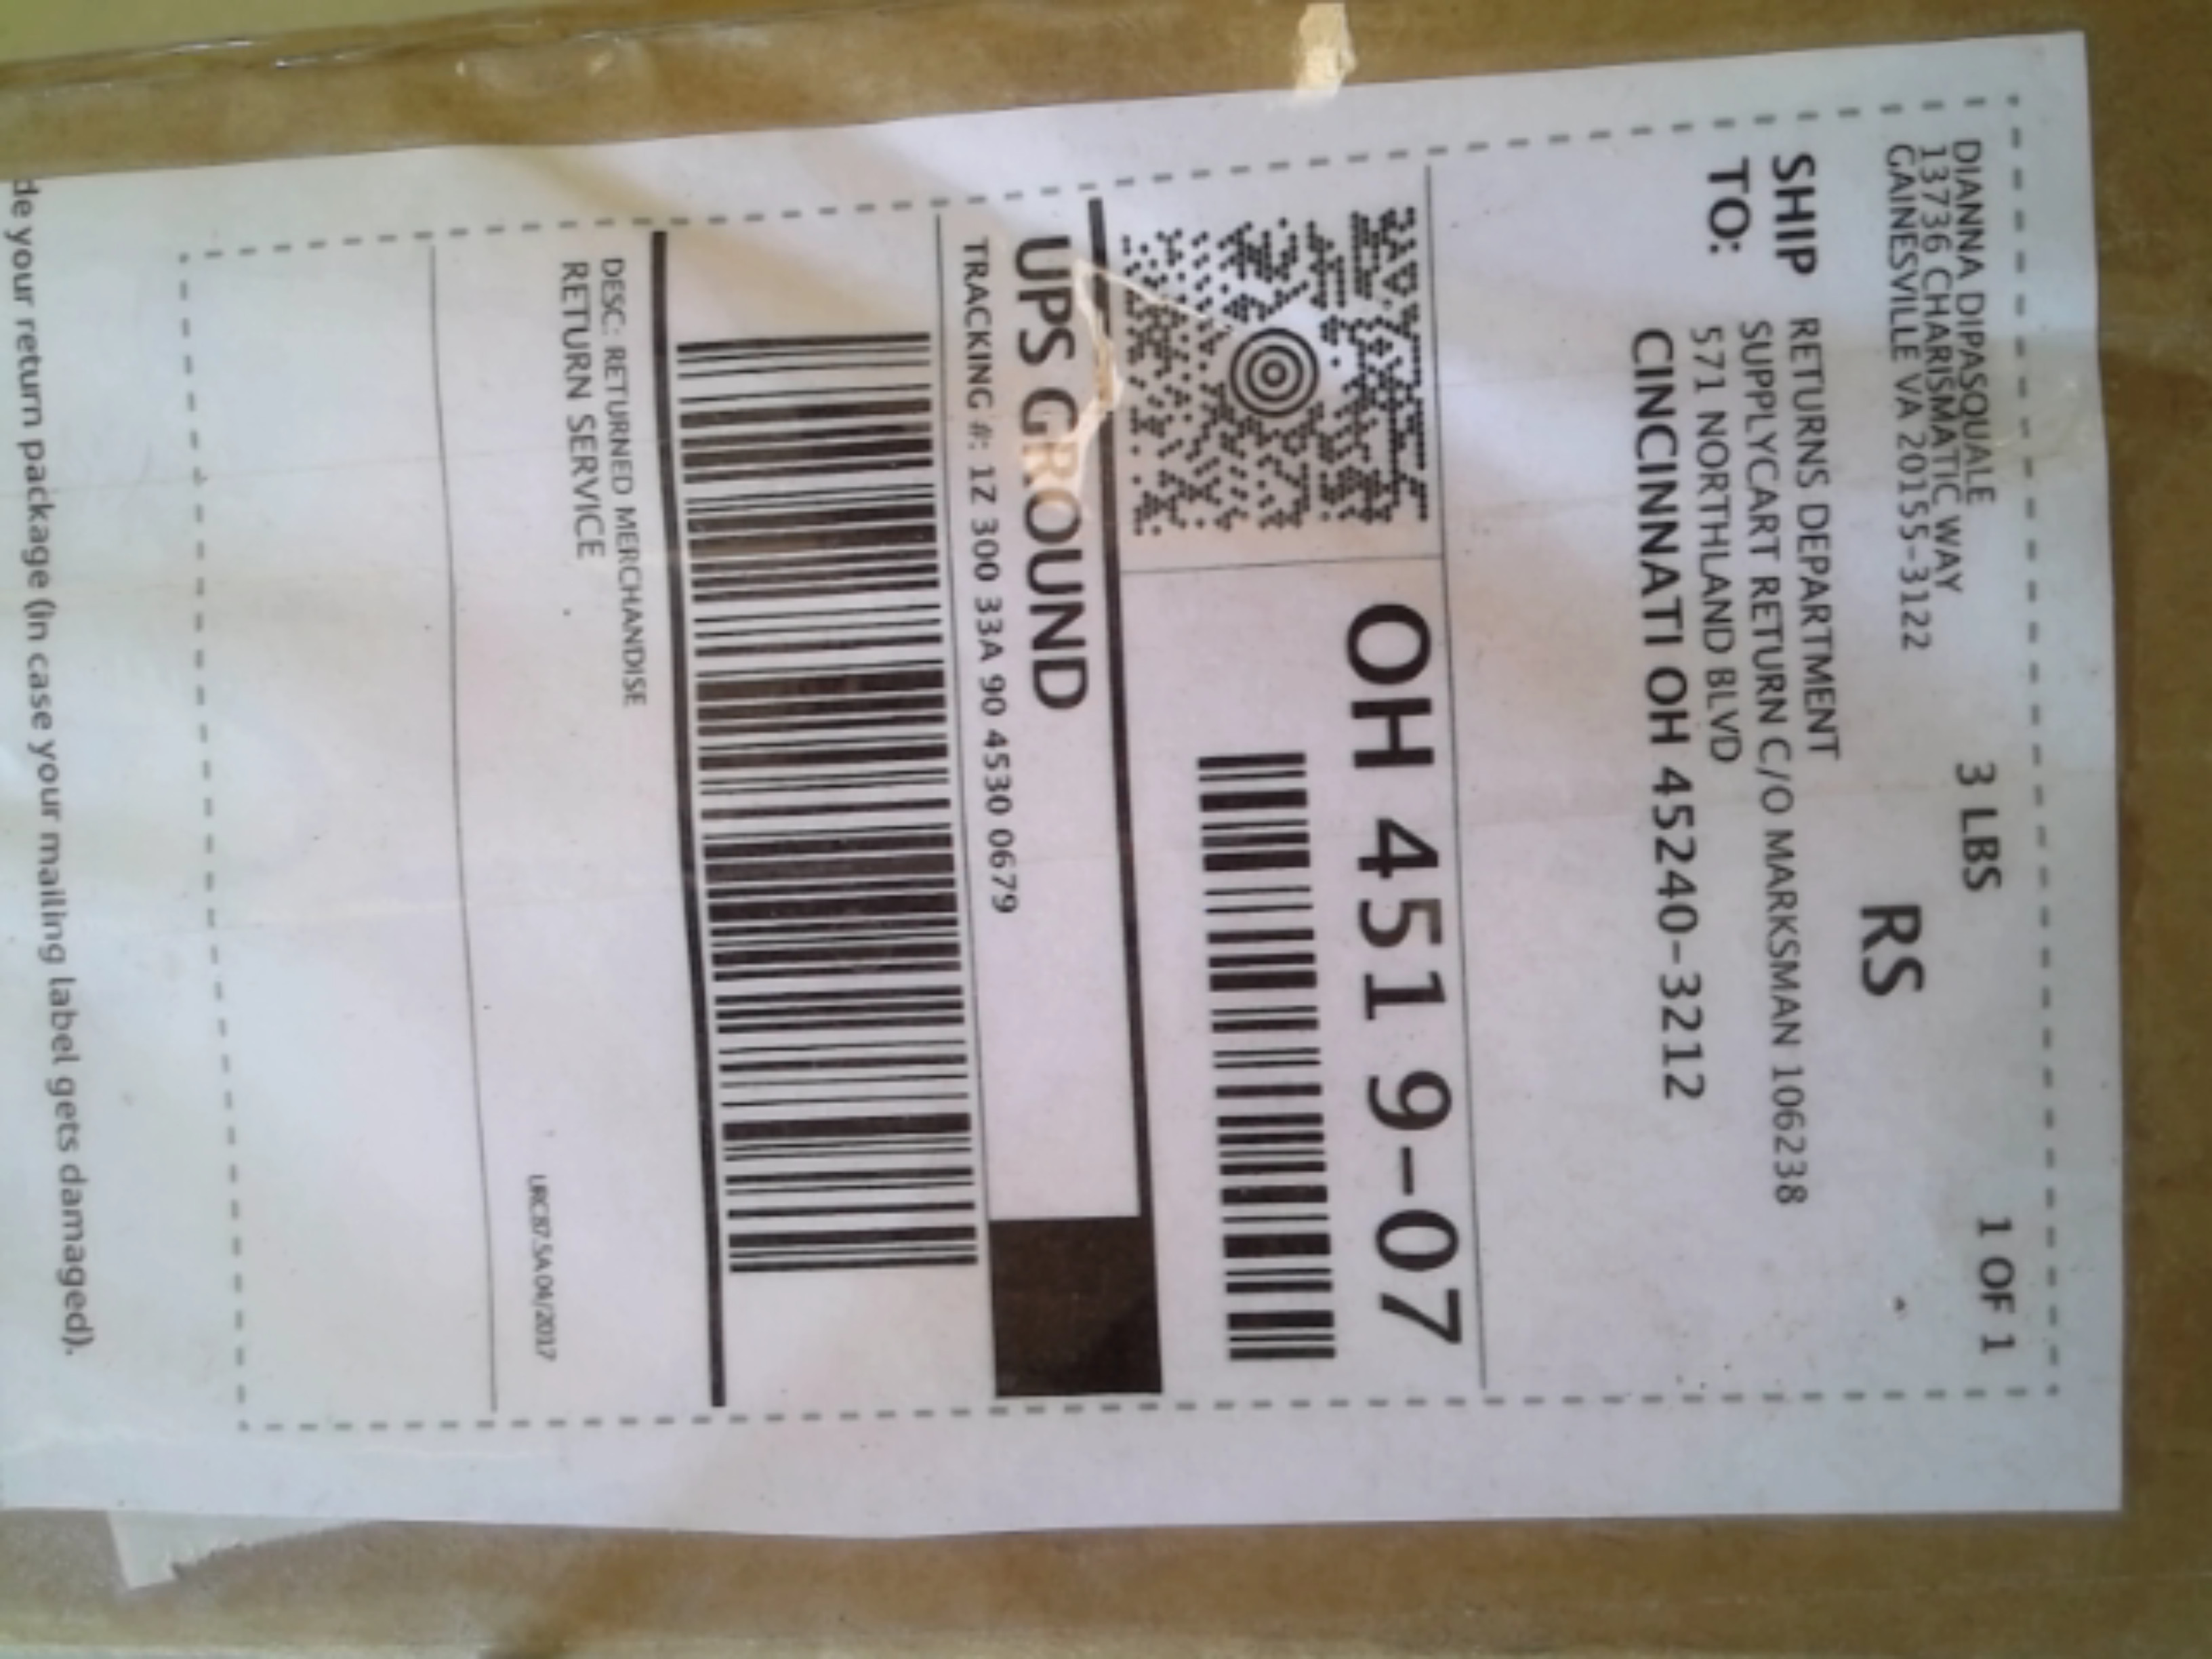 DIANNA DIPASQUALE
13736 CHARISMATIC WAY
GAINESVILLE VA 20155-3122
3 LBS
1 OF 1
RS
SHIP
TO:
RETURNS DEPARTMENT
SUPPLYCART RETURN C/O MARKSMAN 106238
571 NORTHLAND BLVD
CINCINNATI OH 45240-3212
OH 451 9-07
UPS GROUND
TRACKING #: 1Z 300 33A 90 4530 0679
DESC: RETURNED MERCHANDISE
RETURN SERVICE
de your return package (in case your mailing label gets damaged).